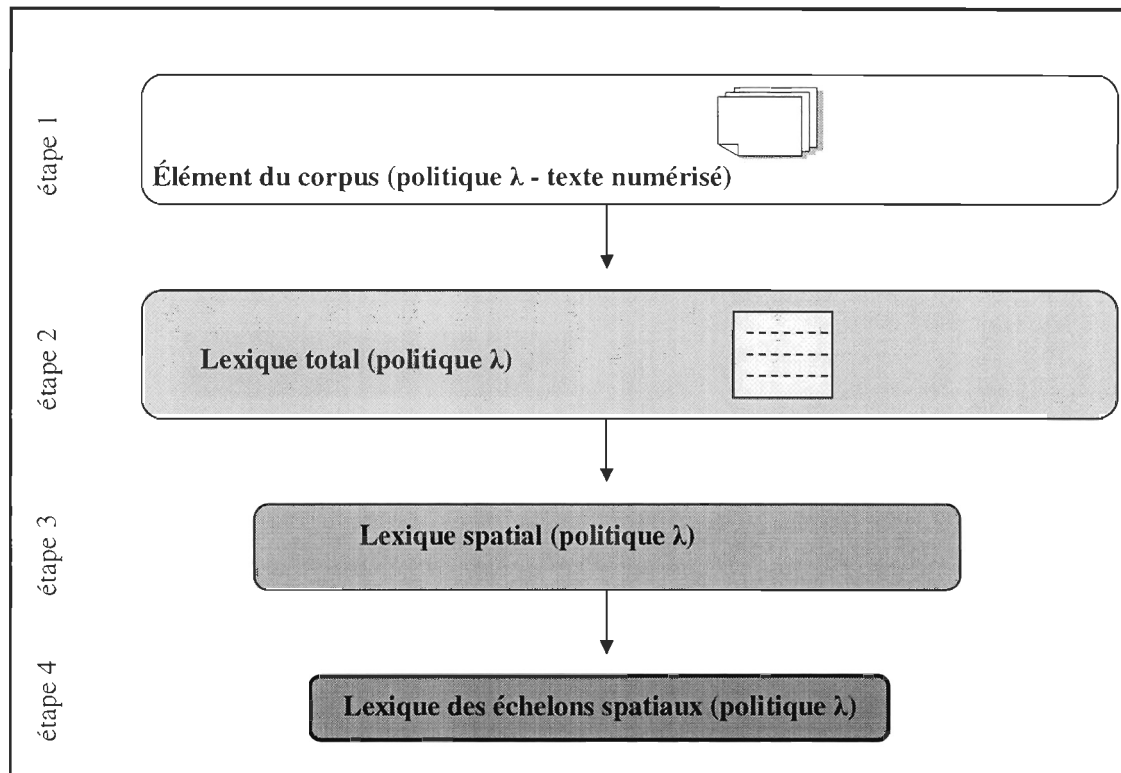 étape 1
Élément du corpus (politique λ - texte numérisé)
étape 2
Lexique total (politique λ)
étape 3
Lexique spatial (politique λ)
étape 4
Lexique des échelons spatiaux (politique λ)